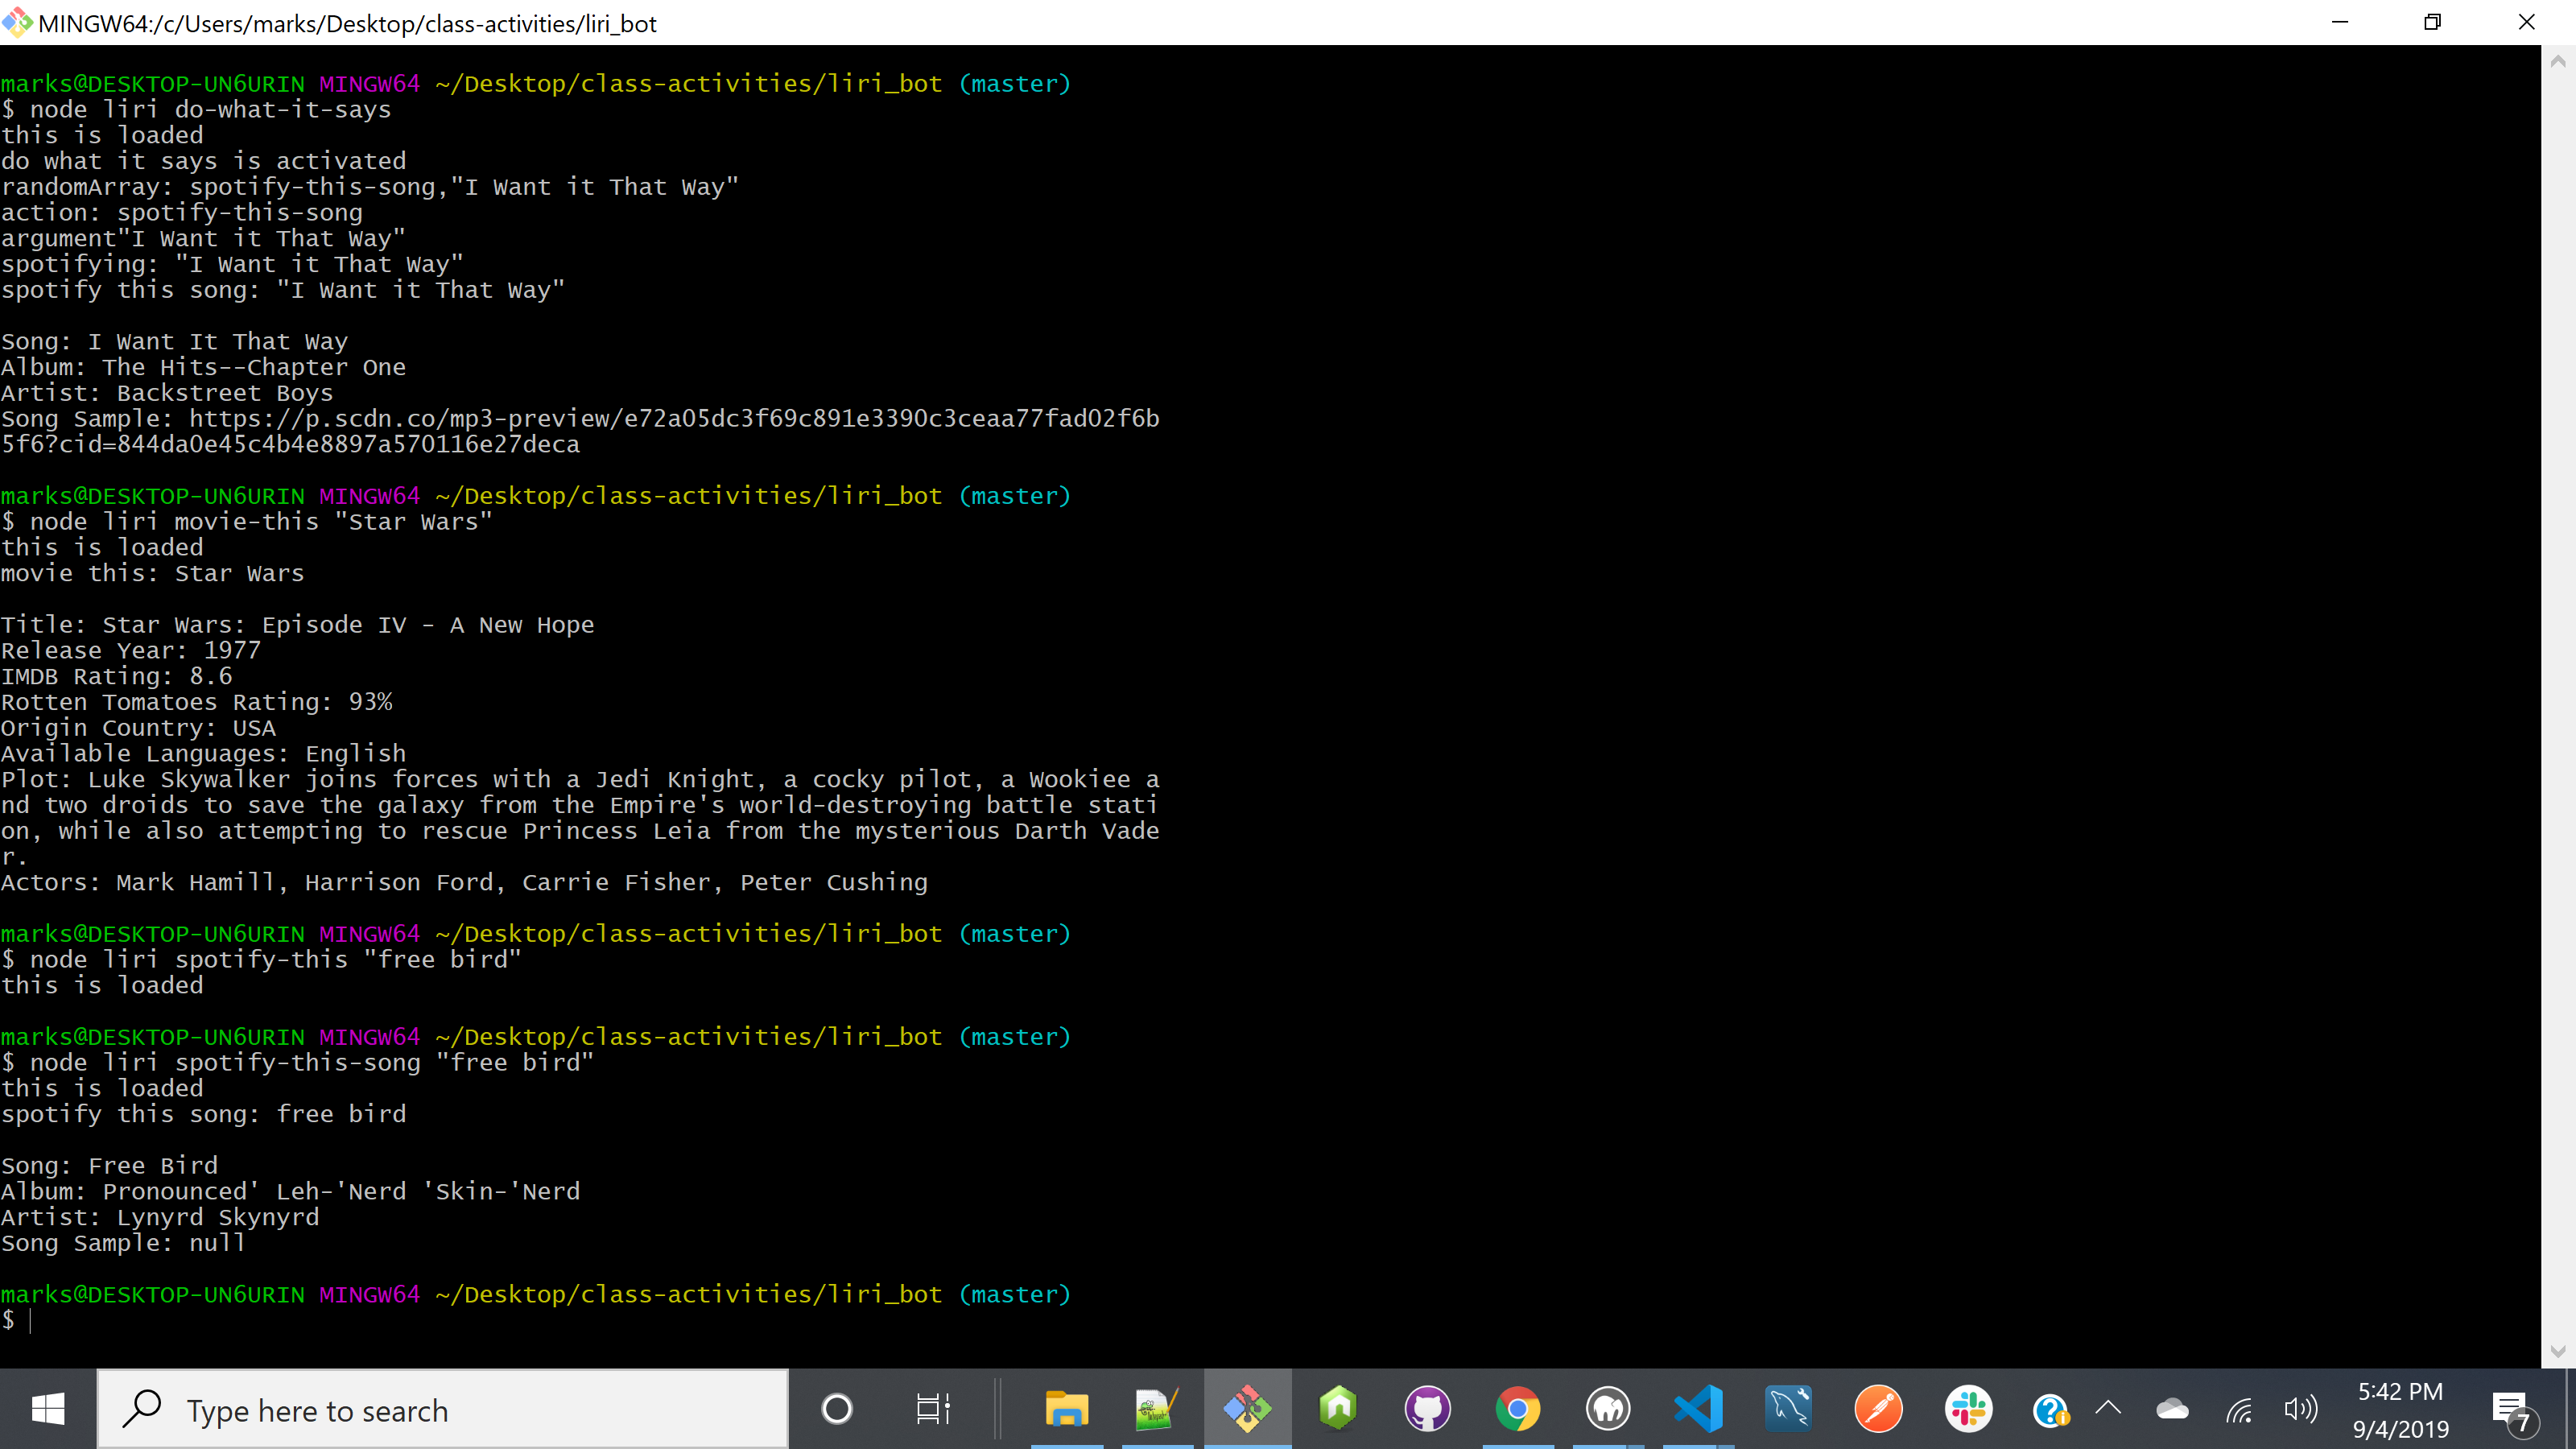 MINGW64:/c/Users/marks/Desktop/class-activities/liri_bot
marks@DESKTOP-UN6URIN MINGW64 ~/Desktop/class-activities/liri_bot (master)
$ node liri do-what-it-says
this is loaded
do what it says is activated
randomArray: spotify-this-song,"I Want it That Way"
action: spotify-this-song
argument"I Want it That Way"
spotifying: "I Want it That Way"
spotify this song: "I Want it That Way"
Song: I Want It That Way
Album: The Hits--Chapter One
Artist: Backstreet Boys
Song Sample: https://p.scdn.co/mp3-preview/e72a05dc3f69c891e3390c3ceaa77fad02f6b
5f6?cid=844da0e45c4b4e8897a570116e27deca
marks@DESKTOP-UN6URIN MINGW64 ~/Desktop/class-activities/liri_bot (master)
$ node liri movie-this "Star Wars"
this is loaded
movie this: Star Wars
Title: Star Wars: Episode IV - A New Hope
Release Year: 1977
IMDB Rating: 8.6
Rotten Tomatoes Rating: 93%
Origin Country: USA
Available Languages: English
Plot: Luke Skywalker joins forces with a Jedi Knight, a cocky pilot, a Wookiee a
nd two droids to save the galaxy from the Empire's world-destroying battle stati
on, while also attempting to rescue Princess Leia from the mysterious Darth Vade
r.
Actors: Mark Hamill, Harrison Ford, Carrie Fisher, Peter Cushing
marks@DESKTOP-UN6URIN MINGW64 ~/Desktop/class-activities/liri_bot (master)
$ node liri spotify-this "free bird"
this is loaded
marks@DESKTOP-UN6URIN MINGW64 ~/Desktop/class-activities/liri_bot (master)
$ node liri spotify-this-song "free bird"
this is loaded
spotify this song: free bird
Song: Free Bird
Album: Pronounced' Leh-'Nerd 'Skin-'Nerd
Artist: Lynyrd Skynyrd
Song Sample: null
marks@DESKTOP-UN6URIN MINGW64 ~/Desktop/class-activities/liri_bot (master)
$
Type here to search
5:42 PM
9/4/2019
7